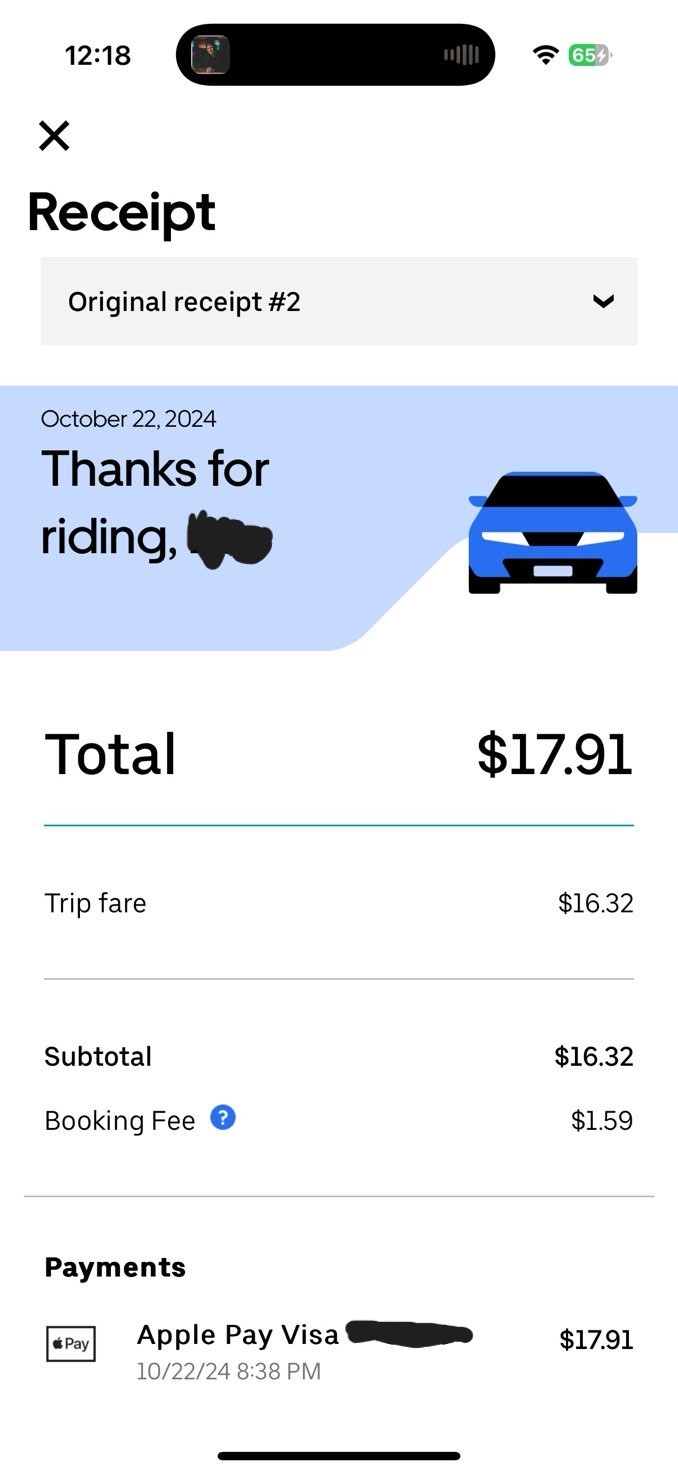 12:18
65
Receipt
Original receipt #2
October 22, 2024
Thanks for
riding,
Total $17.91
Trip fare $16.32
Subtotal $16.32
Booking Fee ? $1.59
Payments
Pay Apple Pay Visa $17.91
10/22/24 8:38 PM